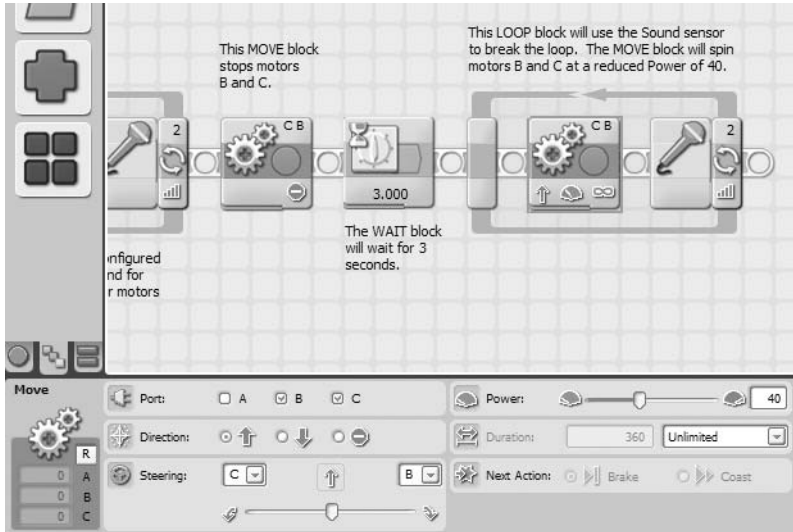 This MOVE block
stops motors
B and C.
This LOOP block will use the Sound sensor
to break the loop. The MOVE block will spin
motors B and C at a reduced Power of 40.
2
C B
3.000
C B
2
The WAIT block
will wait for 3
seconds.
nfigured
nd for
r motors
Move
R
0 A
0 B
0 C
Port: A B C
Direction:
Steering: C B
Power: 40
Duration: 360 Unlimited
Next Action: Brake Coast